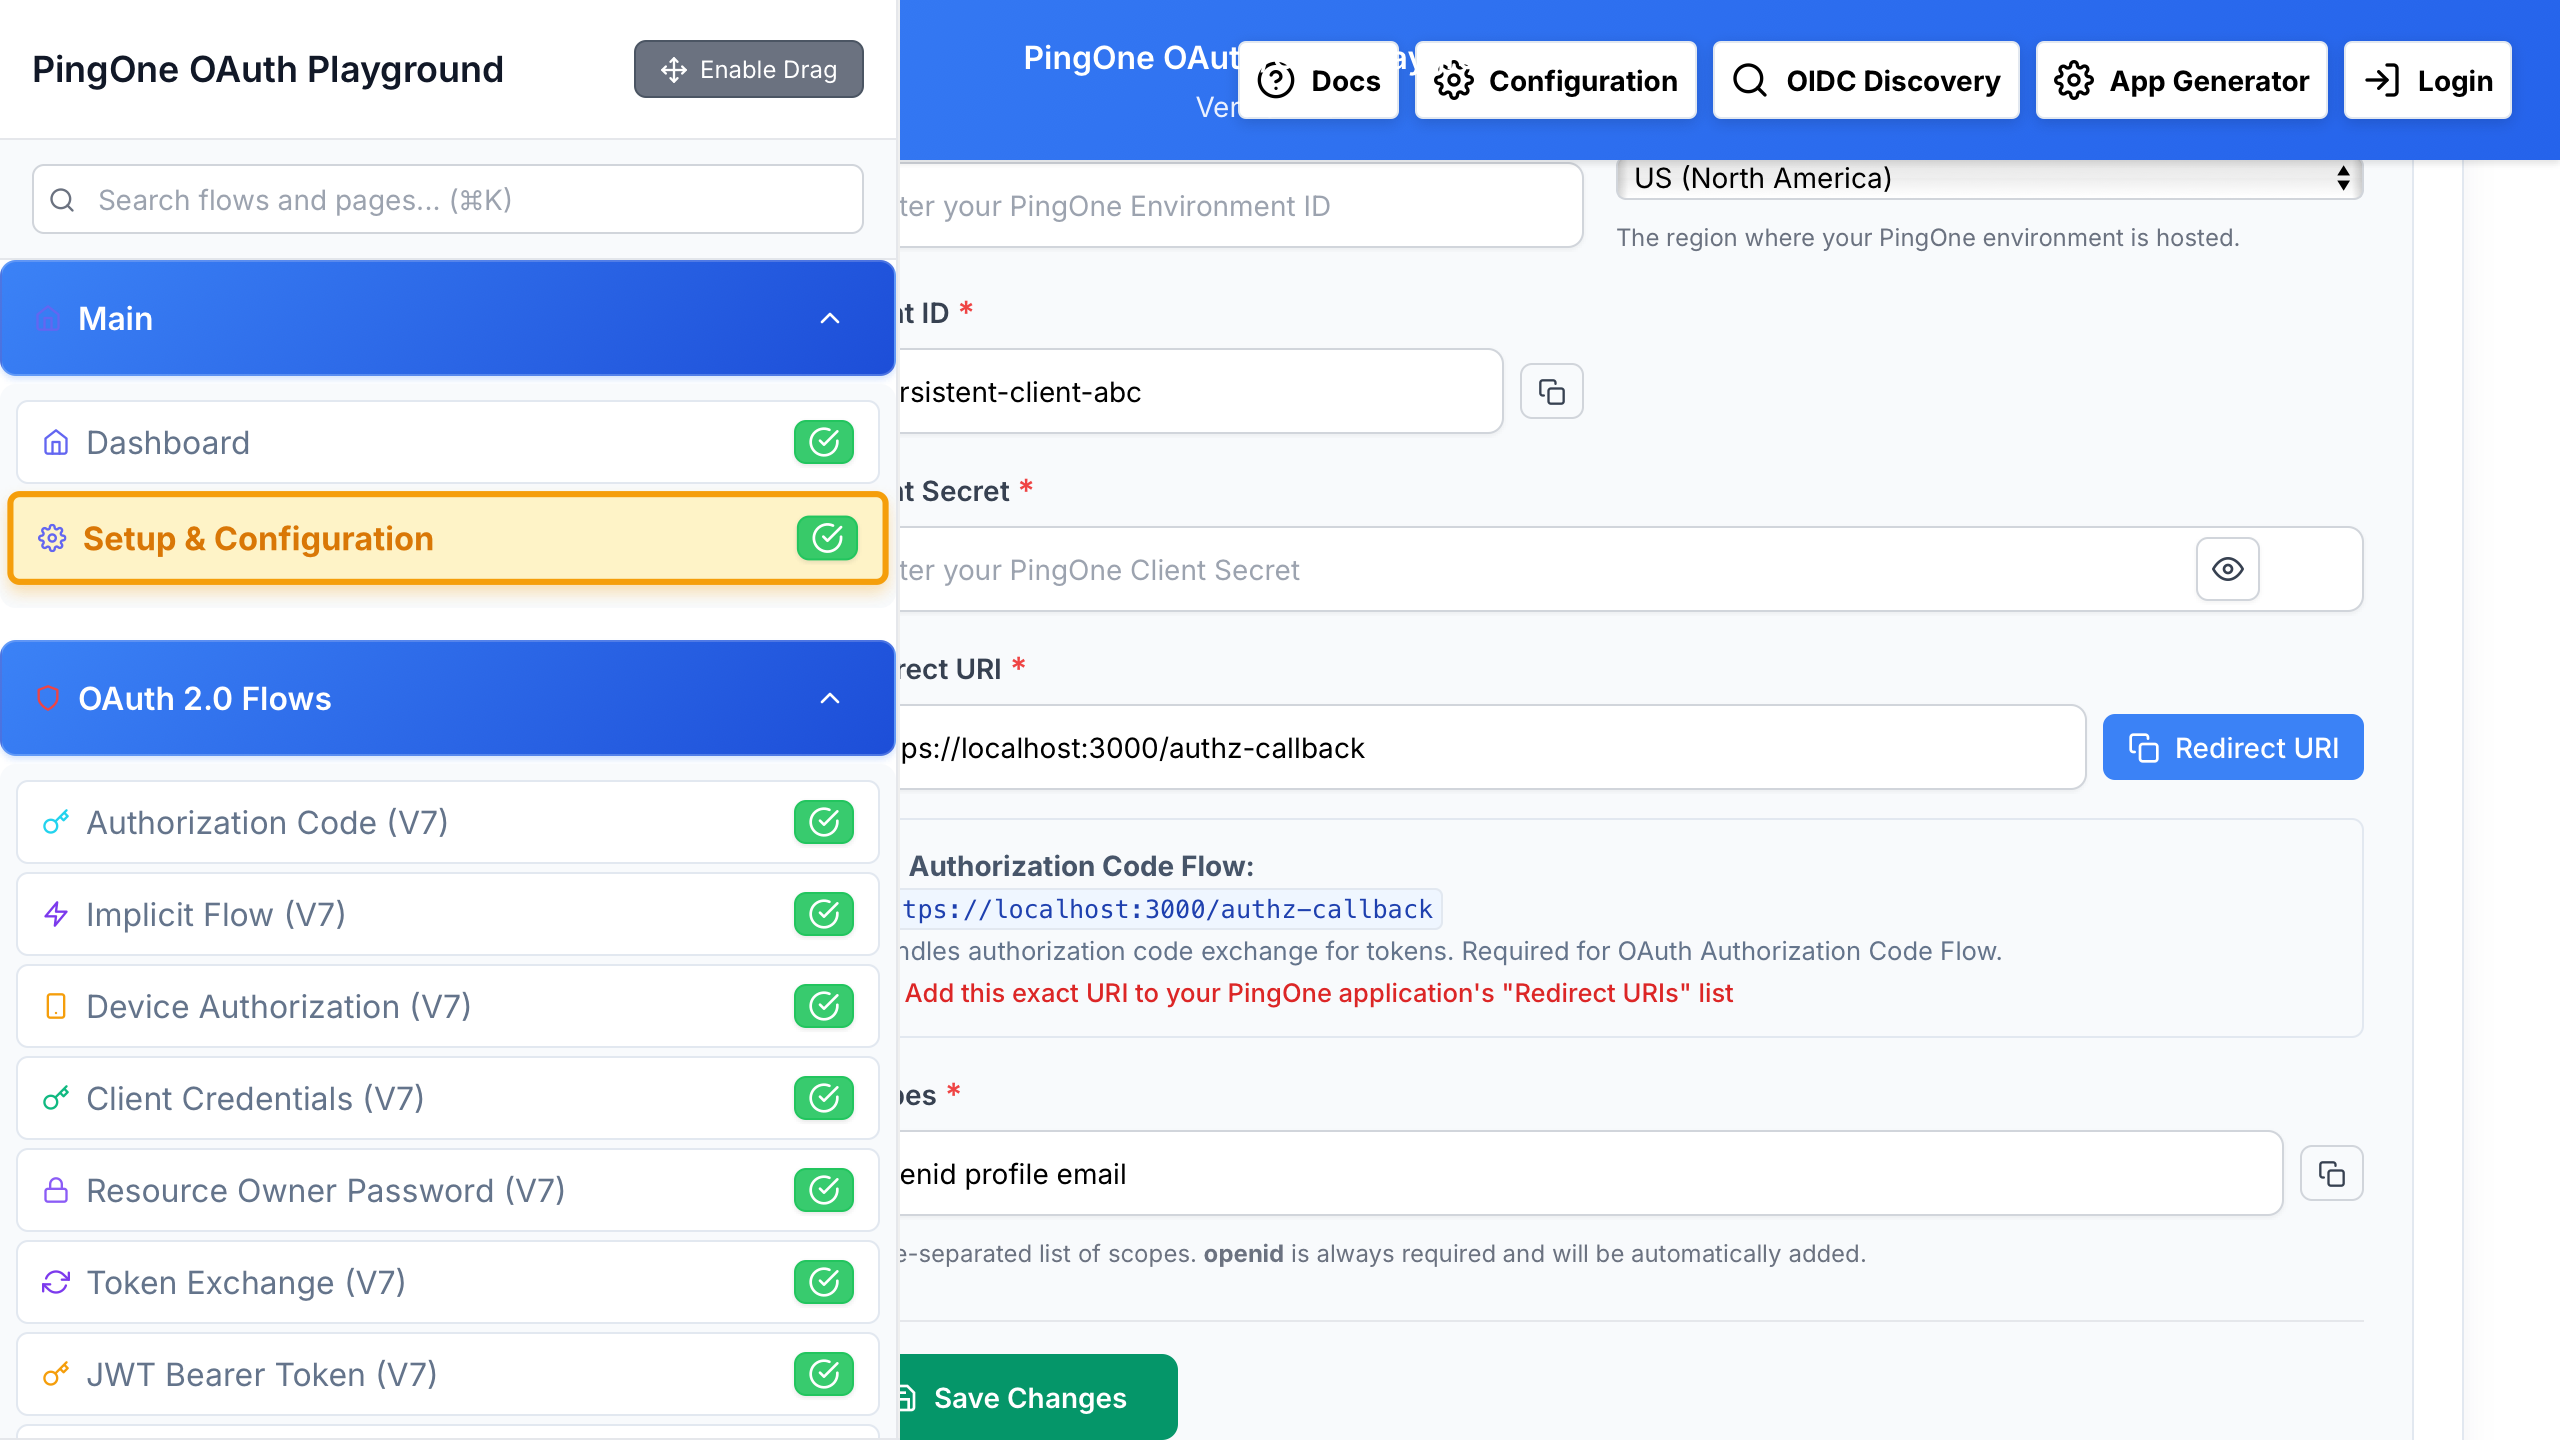 PingOne OAuth Playground
Enable Drag
Search flows and pages... (⌘K)
Main
Dashboard
Setup & Configuration
OAuth 2.0 Flows
Authorization Code (V7)
Implicit Flow (V7)
Device Authorization (V7)
Client Credentials (V7)
Resource Owner Password (V7)
Token Exchange (V7)
JWT Bearer Token (V7)
PingOne OAut
Ver
Docs
Configuration
OIDC Discovery
App Generator
Login
ter your PingOne Environment ID
US (North America)
The region where your PingOne environment is hosted.
nt ID *
rsistent-client-abc
nt Secret *
ter your PingOne Client Secret
rect URI *
ps://localhost:3000/authz-callback
Redirect URI
Authorization Code Flow:
tps://localhost:3000/authz-callback
ndles authorization code exchange for tokens. Required for OAuth Authorization Code Flow.
Add this exact URI to your PingOne application's "Redirect URIs" list
pes *
enid profile email
e-separated list of scopes. openid is always required and will be automatically added.
Save Changes